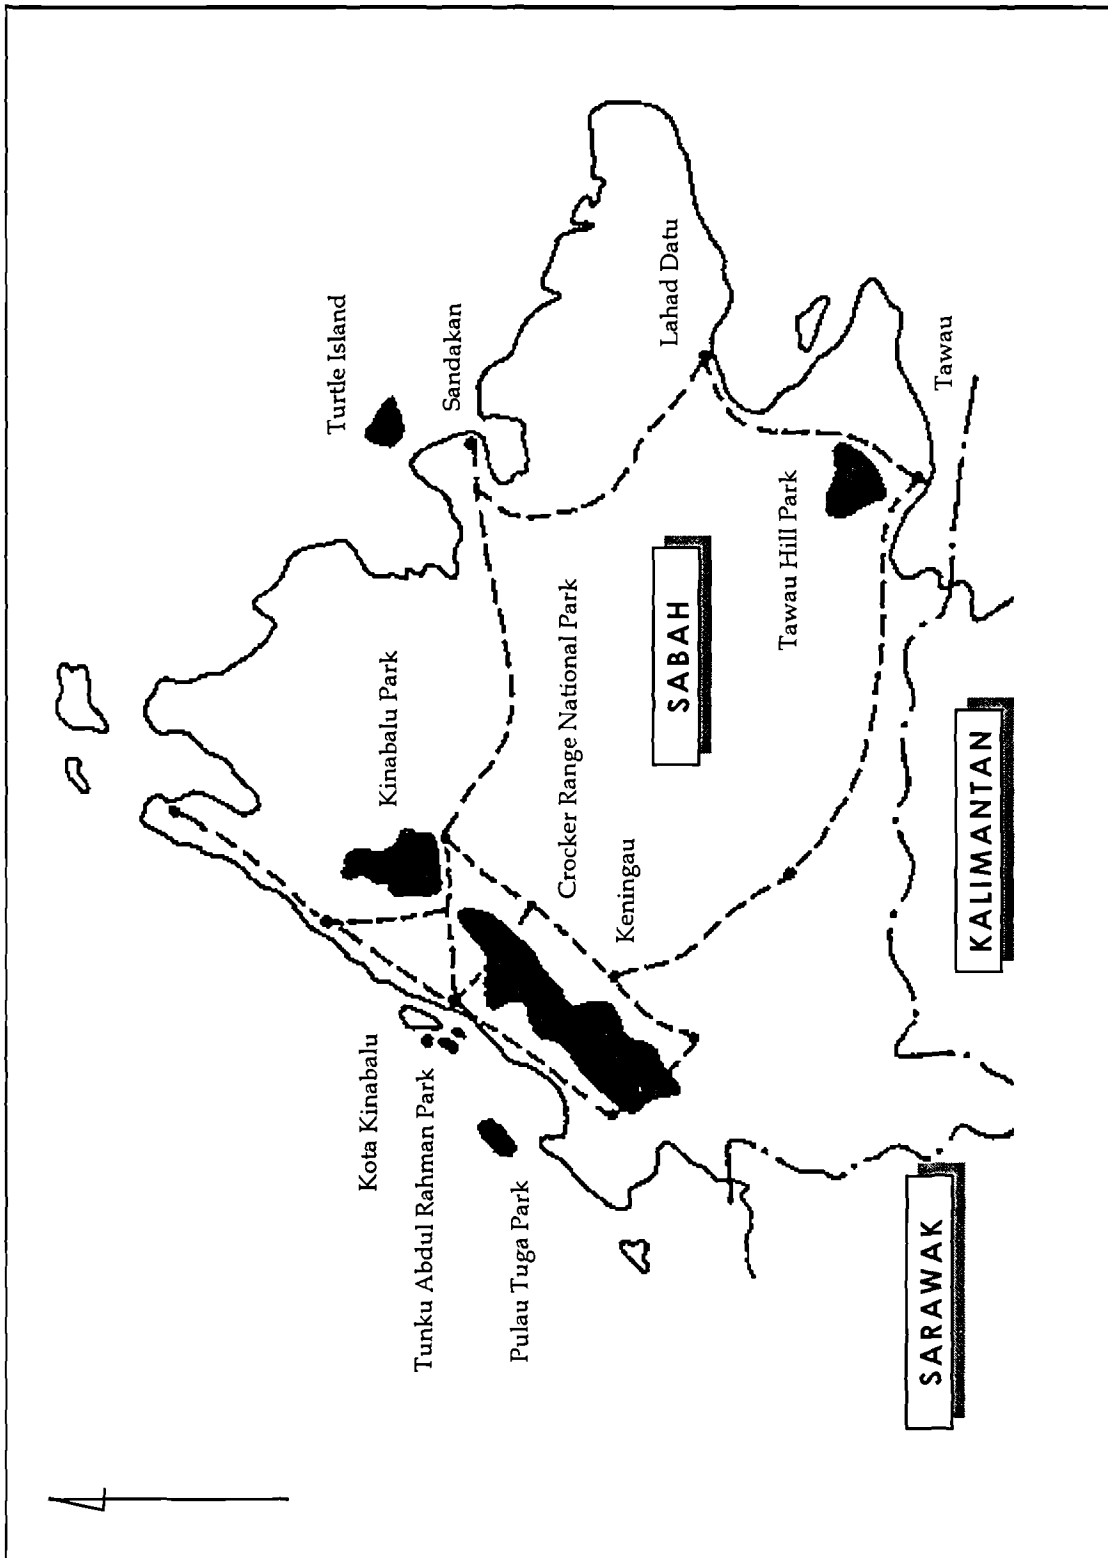 Turtle Island
Sandakan
Kinabalu Park
Lahad Datu
Kota Kinabalu
Tunku Abdul Rahman Park
Pulau Tuga Park
Crocker Range National Park
SABAH
Keningau
Tawau Hill Park
Tawau
KALIMANTAN
SARAWAK